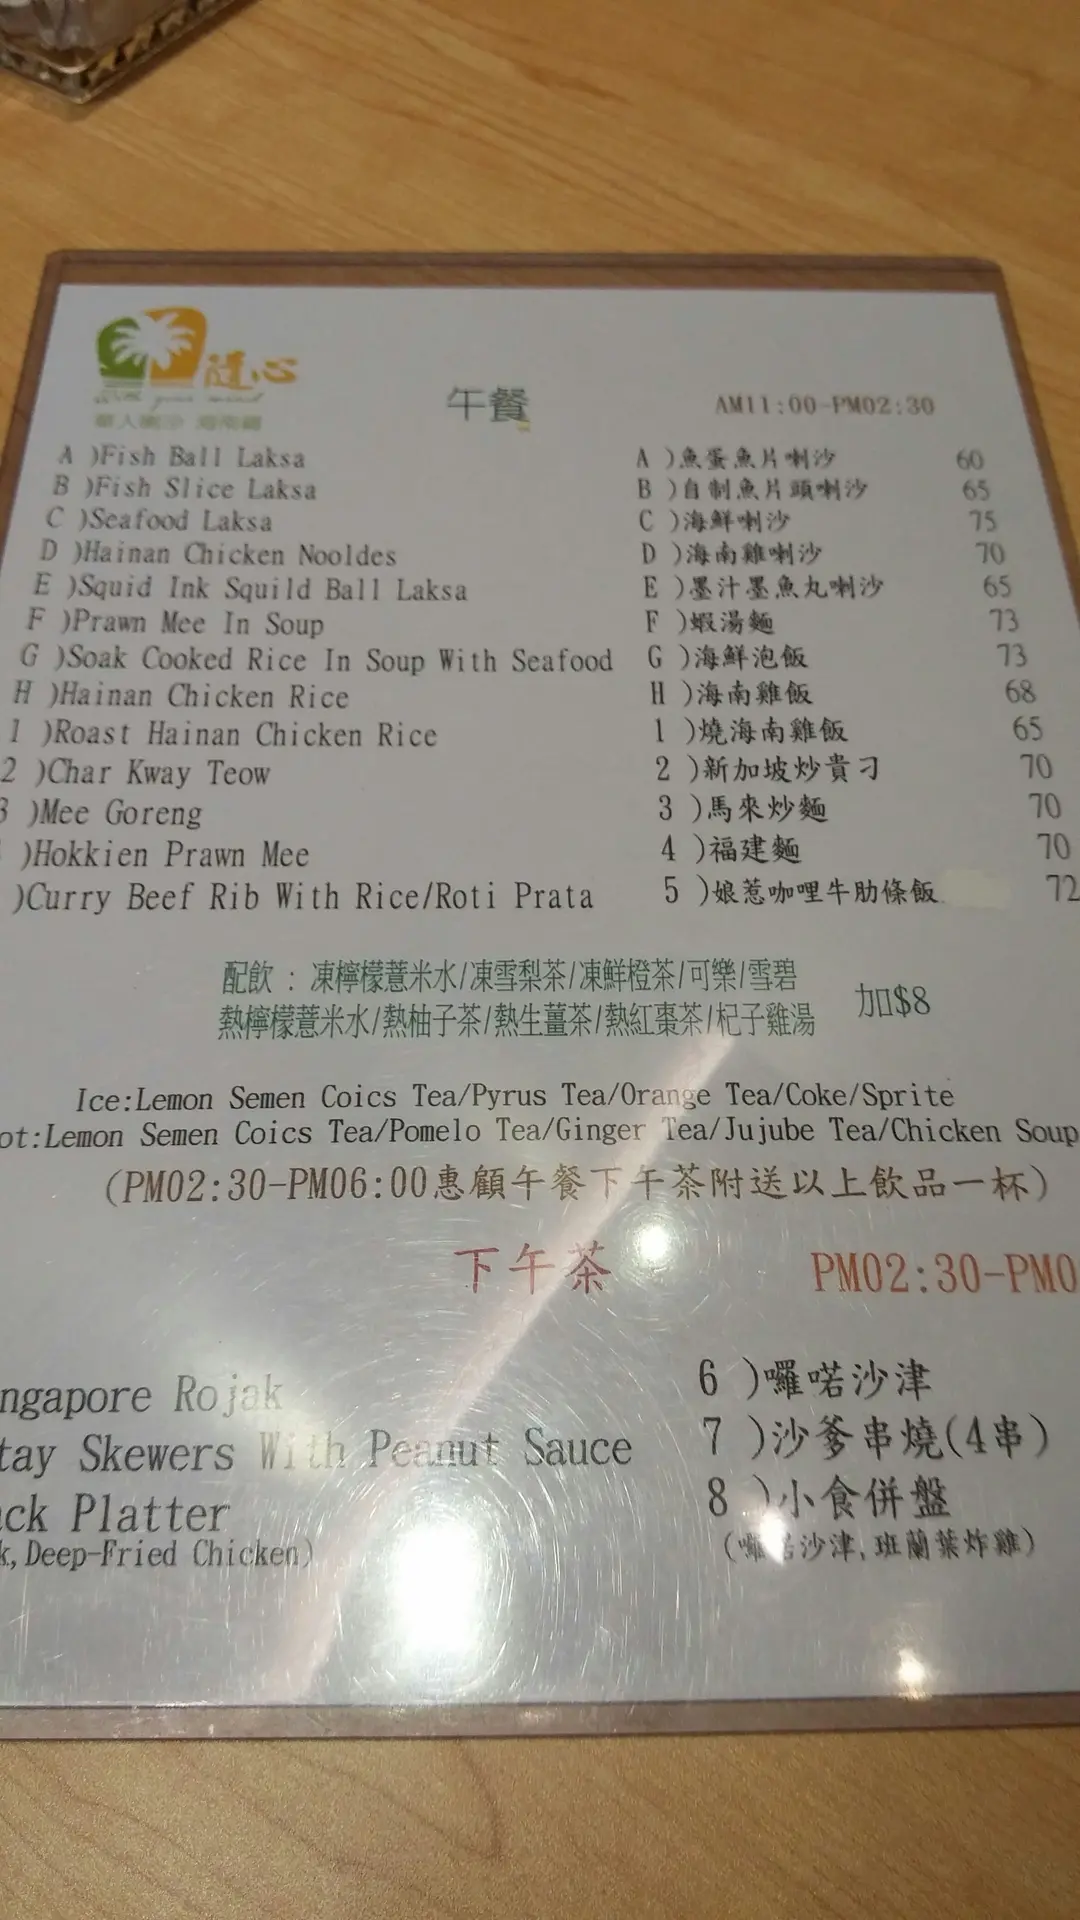 隨心
午餐 AM11:00-PM02:30
A )Fish Ball Laksa A )魚蛋魚片喇沙 60
B )Fish Slice Laksa B )自制魚片頭喇沙 65
C )Seafood Laksa C )海鮮喇沙 75
D )Hainan Chicken Nooldes D )海南雞喇沙 70
E )Squid Ink Squild Ball Laksa E )墨汁墨魚丸喇沙 65
F )Prawn Mee In Soup F )蝦湯麵 73
G )Soak Cooked Rice In Soup With Seafood G )海鮮泡飯 73
H )Hainan Chicken Rice H )海南雞飯 68
1 )Roast Hainan Chicken Rice 1 )燒海南雞飯 65
2 )Char Kway Teow 2 )新加坡炒貴刁 70
3 )Mee Goreng 3 )馬來炒麵 70
)Hokkien Prawn Mee 4 )福建麵 70
)Curry Beef Rib With Rice/Roti Prata 5 )娘惹咖哩牛肋條飯 72
配飲 : 凍檸檬薏米水/凍雪梨茶/凍鮮橙茶/可樂/雪碧
熱檸檬薏米水/熱柚子茶/熱生薑茶/熱紅棗茶/杞子雞湯 加$8
Ice:Lemon Semen Coics Tea/Pyrus Tea/Orange Tea/Coke/Sprite
ot:Lemon Semen Coics Tea/Pomelo Tea/Ginger Tea/Jujube Tea/Chicken Soup
(PM02:30-PM06:00惠顧午餐下午茶附送以上飲品一杯)
下午茶 PM02:30-PM0
ngapore Rojak 6 )囉喏沙津
tay Skewers With Peanut Sauce 7 )沙爹串燒(4串)
ack Platter 8 )小食併盤
k,Deep-Fried Chicken) (囉喏沙津,班蘭葉炸雞)